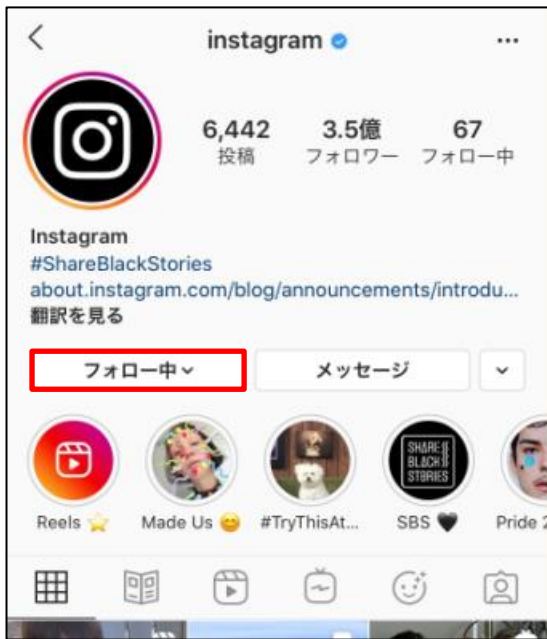 instagram
6,442 3.5億 67
投稿 フォロワー フォロー中
Instagram
#ShareBlackStories
about.instagram.com/blog/announcements/introdu...
翻訳を見る
フォロー中 メッセージ
SHARE
BLACK
STORIES
Reels ⭐ Made Us 😊 #TryThisAt... SBS 🖤 Pride 2